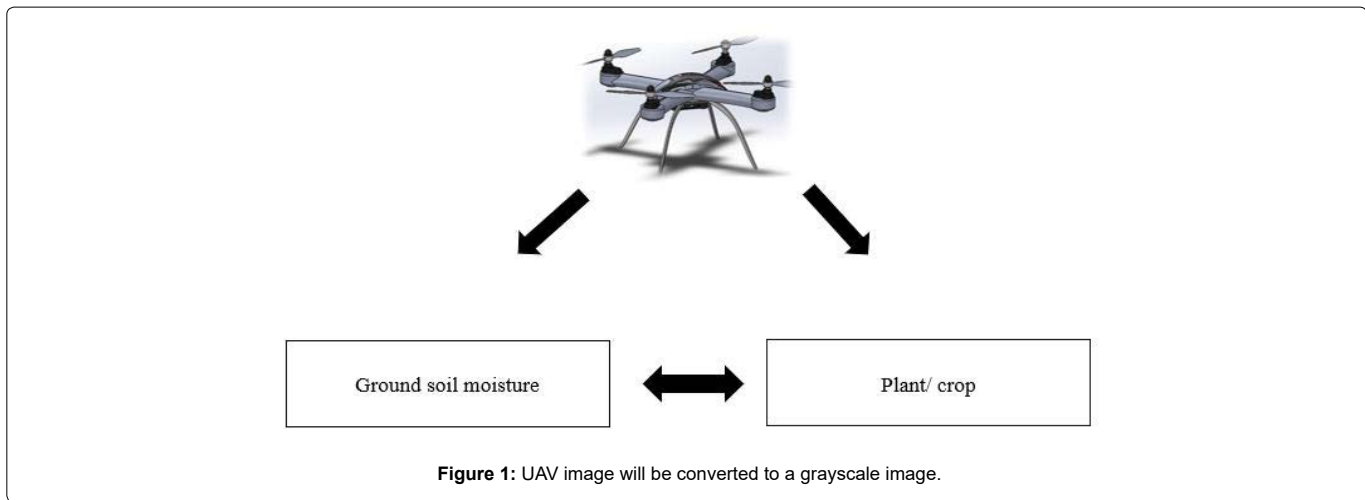 Ground soil moisture
Plant/ crop
Figure 1: UAV image will be converted to a grayscale image.